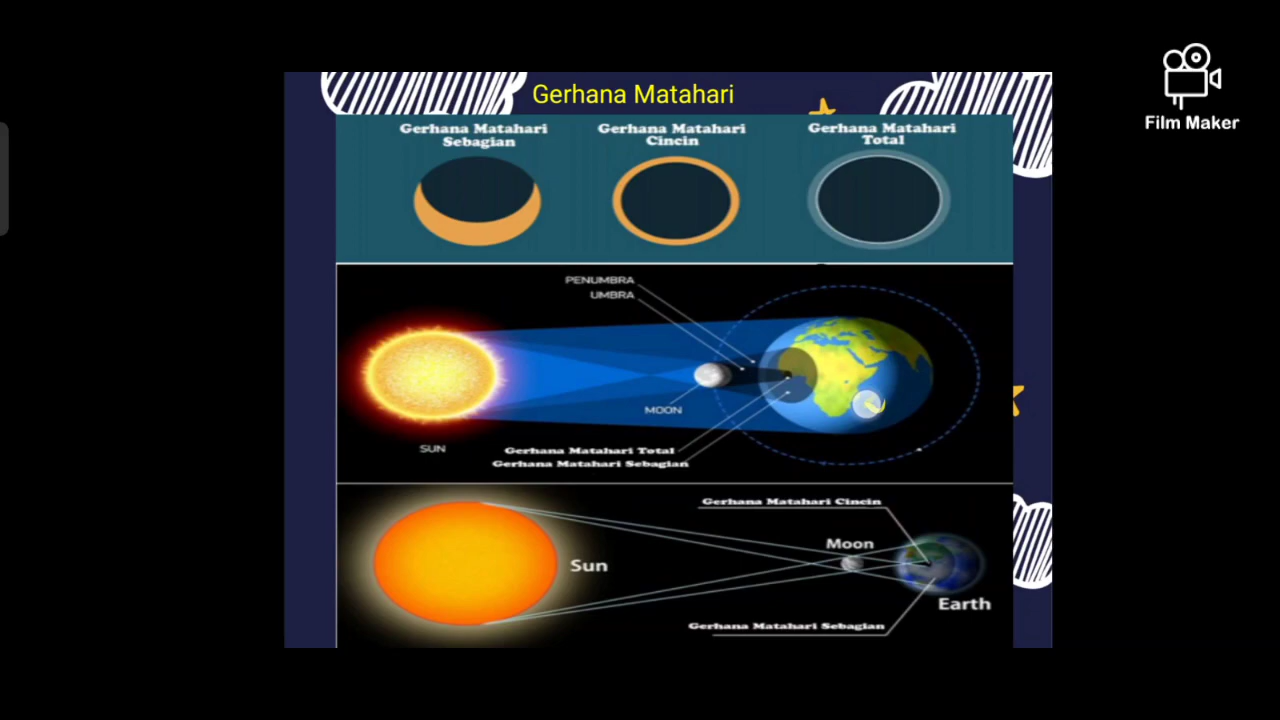 Gerhana Matahari
Film Maker
Gerhana Matahari
Sebagian
Gerhana Matahari
Cincin
Gerhana Matahari
Total
PENUMBRA
UMBRA
MOON
SUN
Gerhana Matahari Total
Gerhana Matahari Sebagian
Gerhana Matahari Cincin
Moon
Sun
Earth
Gerhana Matahari Sebagian